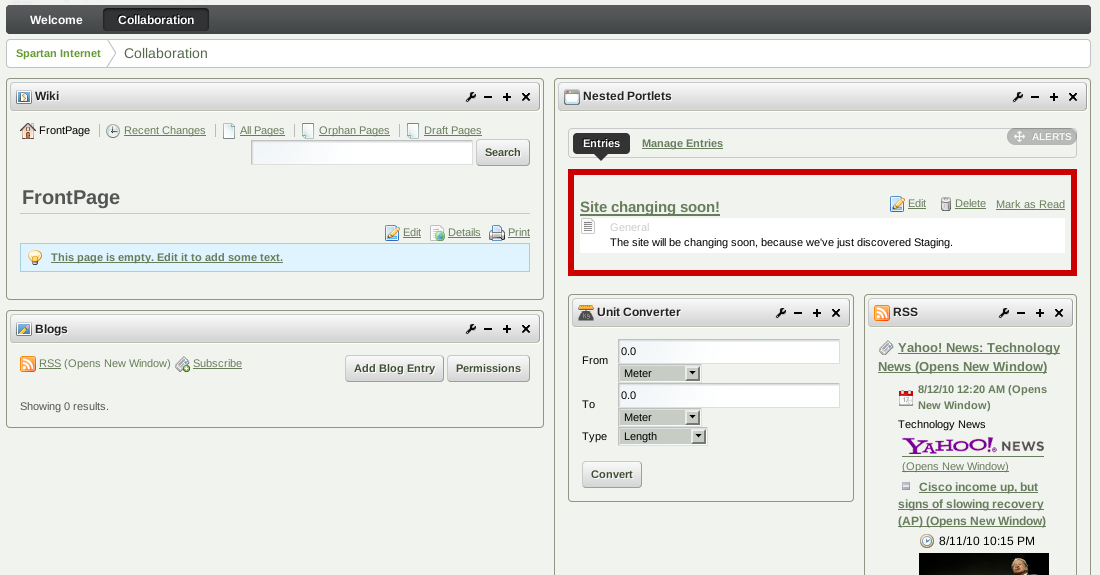 Welcome Collaboration
Spartan Internet Collaboration
Wiki
FrontPage Recent Changes All Pages Orphan Pages Draft Pages
Search
FrontPage
Edit Details Print
This page is empty. Edit it to add some text.
Blogs
RSS (Opens New Window) Subscribe
Add Blog Entry Permissions
Showing 0 results.
Nested Portlets
Entries Manage Entries
ALERTS
Site changing soon!
Edit Delete Mark as Read
General
The site will be changing soon, because we've just discovered Staging.
Unit Converter
From 0.0
Meter
To 0.0
Meter
Type Length
Convert
RSS
Yahoo! News: Technology
News (Opens New Window)
8/12/10 12:20 AM (Opens
New Window)
Technology News
YAHOO! NEWS
(Opens New Window)
Cisco income up, but
signs of slowing recovery
(AP) (Opens New Window)
8/11/10 10:15 PM